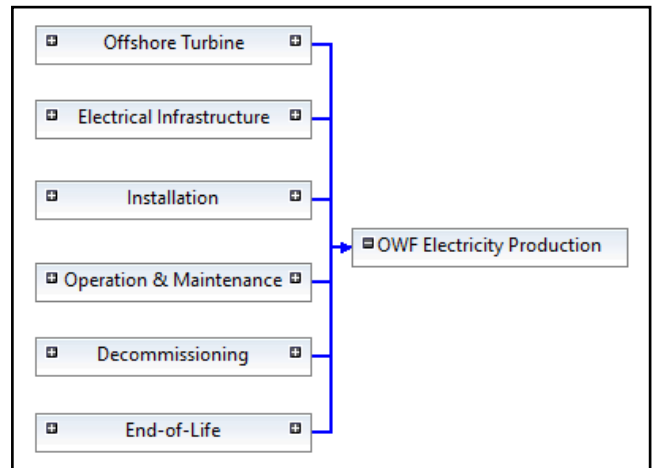 Offshore Turbine
Electrical Infrastructure
Installation
OWF Electricity Production
Operation & Maintenance
Decommissioning
End-of-Life